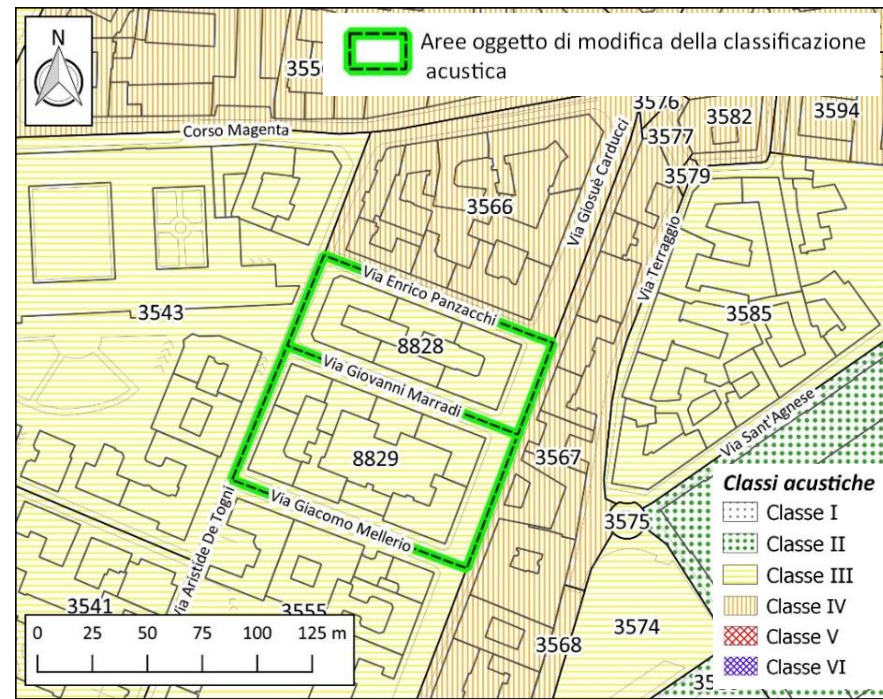 N
Aree oggetto di modifica della classificazione
acustica
3576
3582
3594
3577
3579
Corso Magenta
3566
Via Giosuè Carducci
Via Terraggio
Via Enrico Panzacchi
3543
8828
3585
Via Giovanni Marradi
Via Sant'Agnese
3567
8829
Classi acustiche
Classe I
Classe II
Classe III
Classe IV
Classe V
Classe VI
3575
Via Giacomo Mellerio
Via Aristide De Togni
3541
3555
3574
3568
0 25 50 75 100 125 m